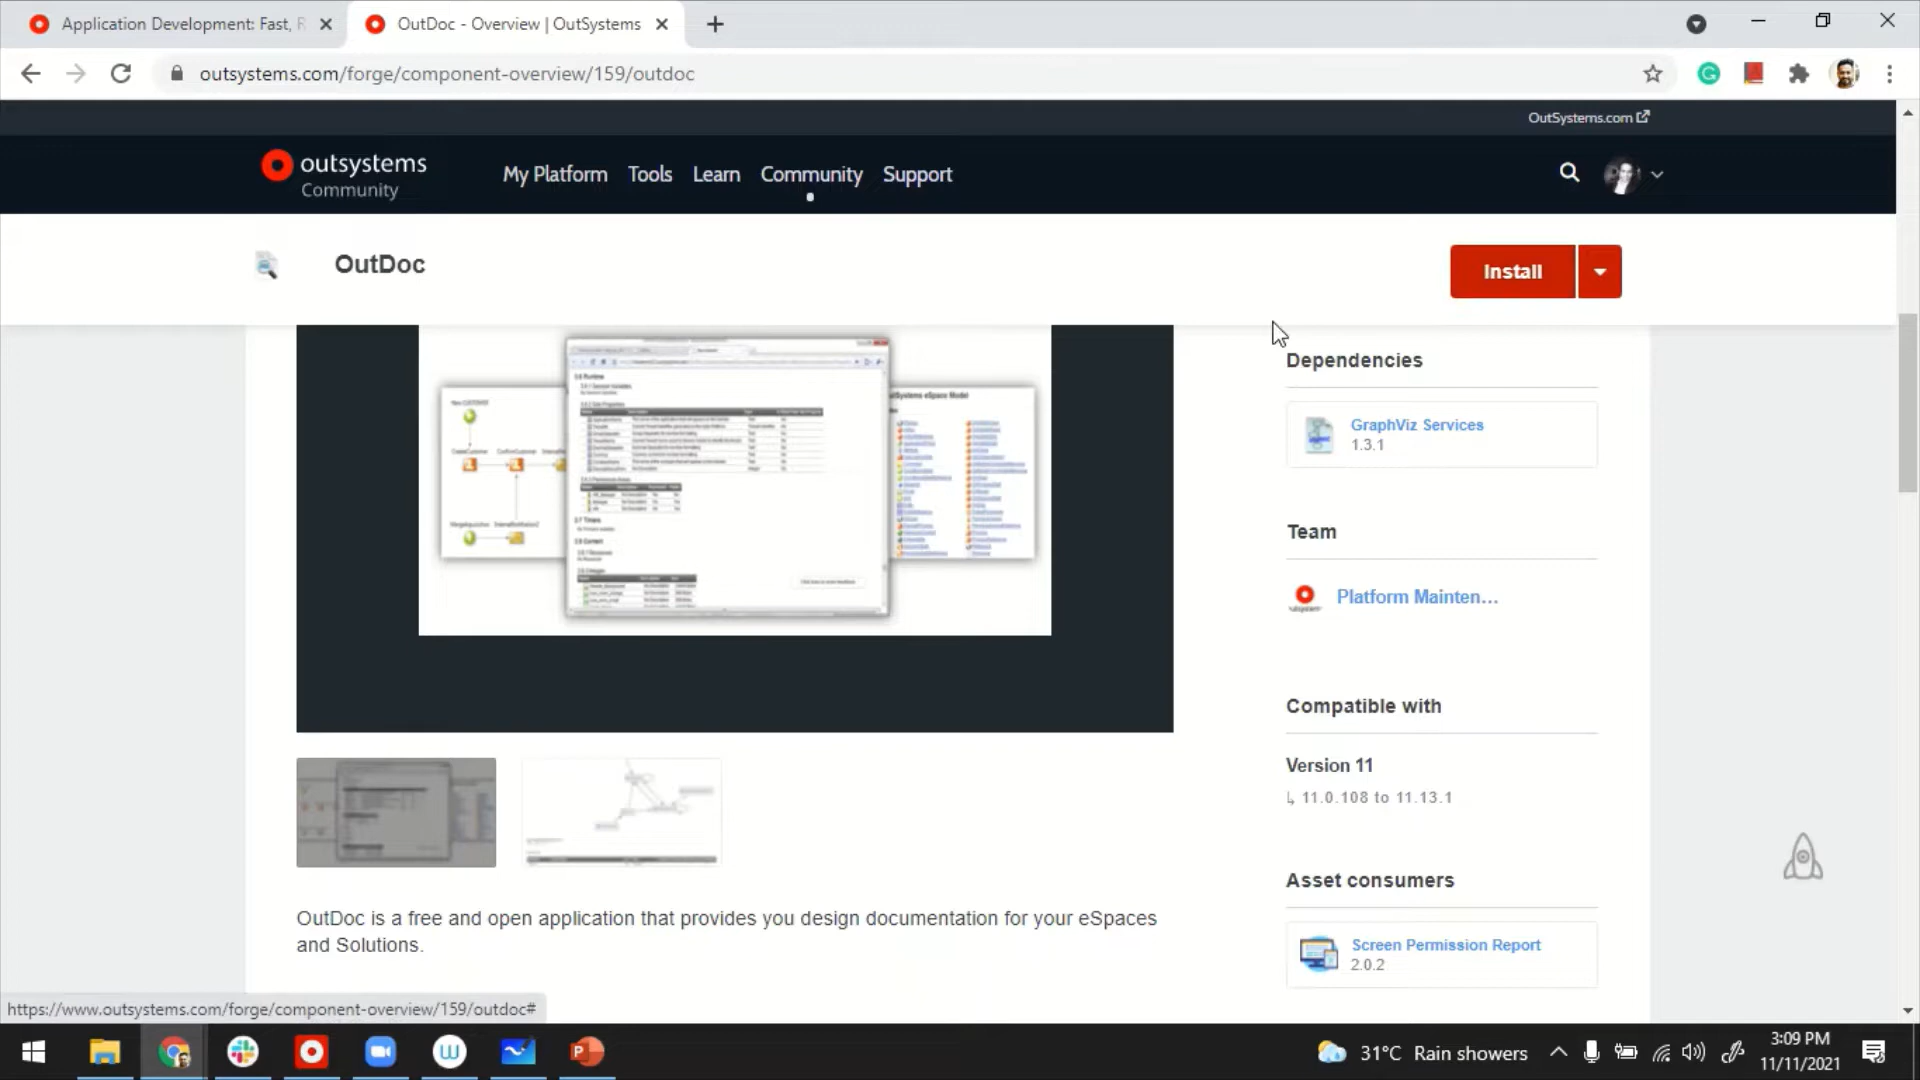 Application Development: Fast, R
OutDoc - Overview | OutSystems
outsystems.com/forge/component-overview/159/outdoc
OutSystems.com
outsystems
Community
My Platform Tools Learn Community Support
OutDoc
Install
Dependencies
GraphViz Services
1.3.1
Team
Platform Mainten...
Compatible with
Version 11
↳ 11.0.108 to 11.13.1
Asset consumers
Screen Permission Report
2.0.2
OutDoc is a free and open application that provides you design documentation for your eSpaces
and Solutions.
https://www.outsystems.com/forge/component-overview/159/outdoc#
31°C Rain showers
3:09 PM
11/11/2021